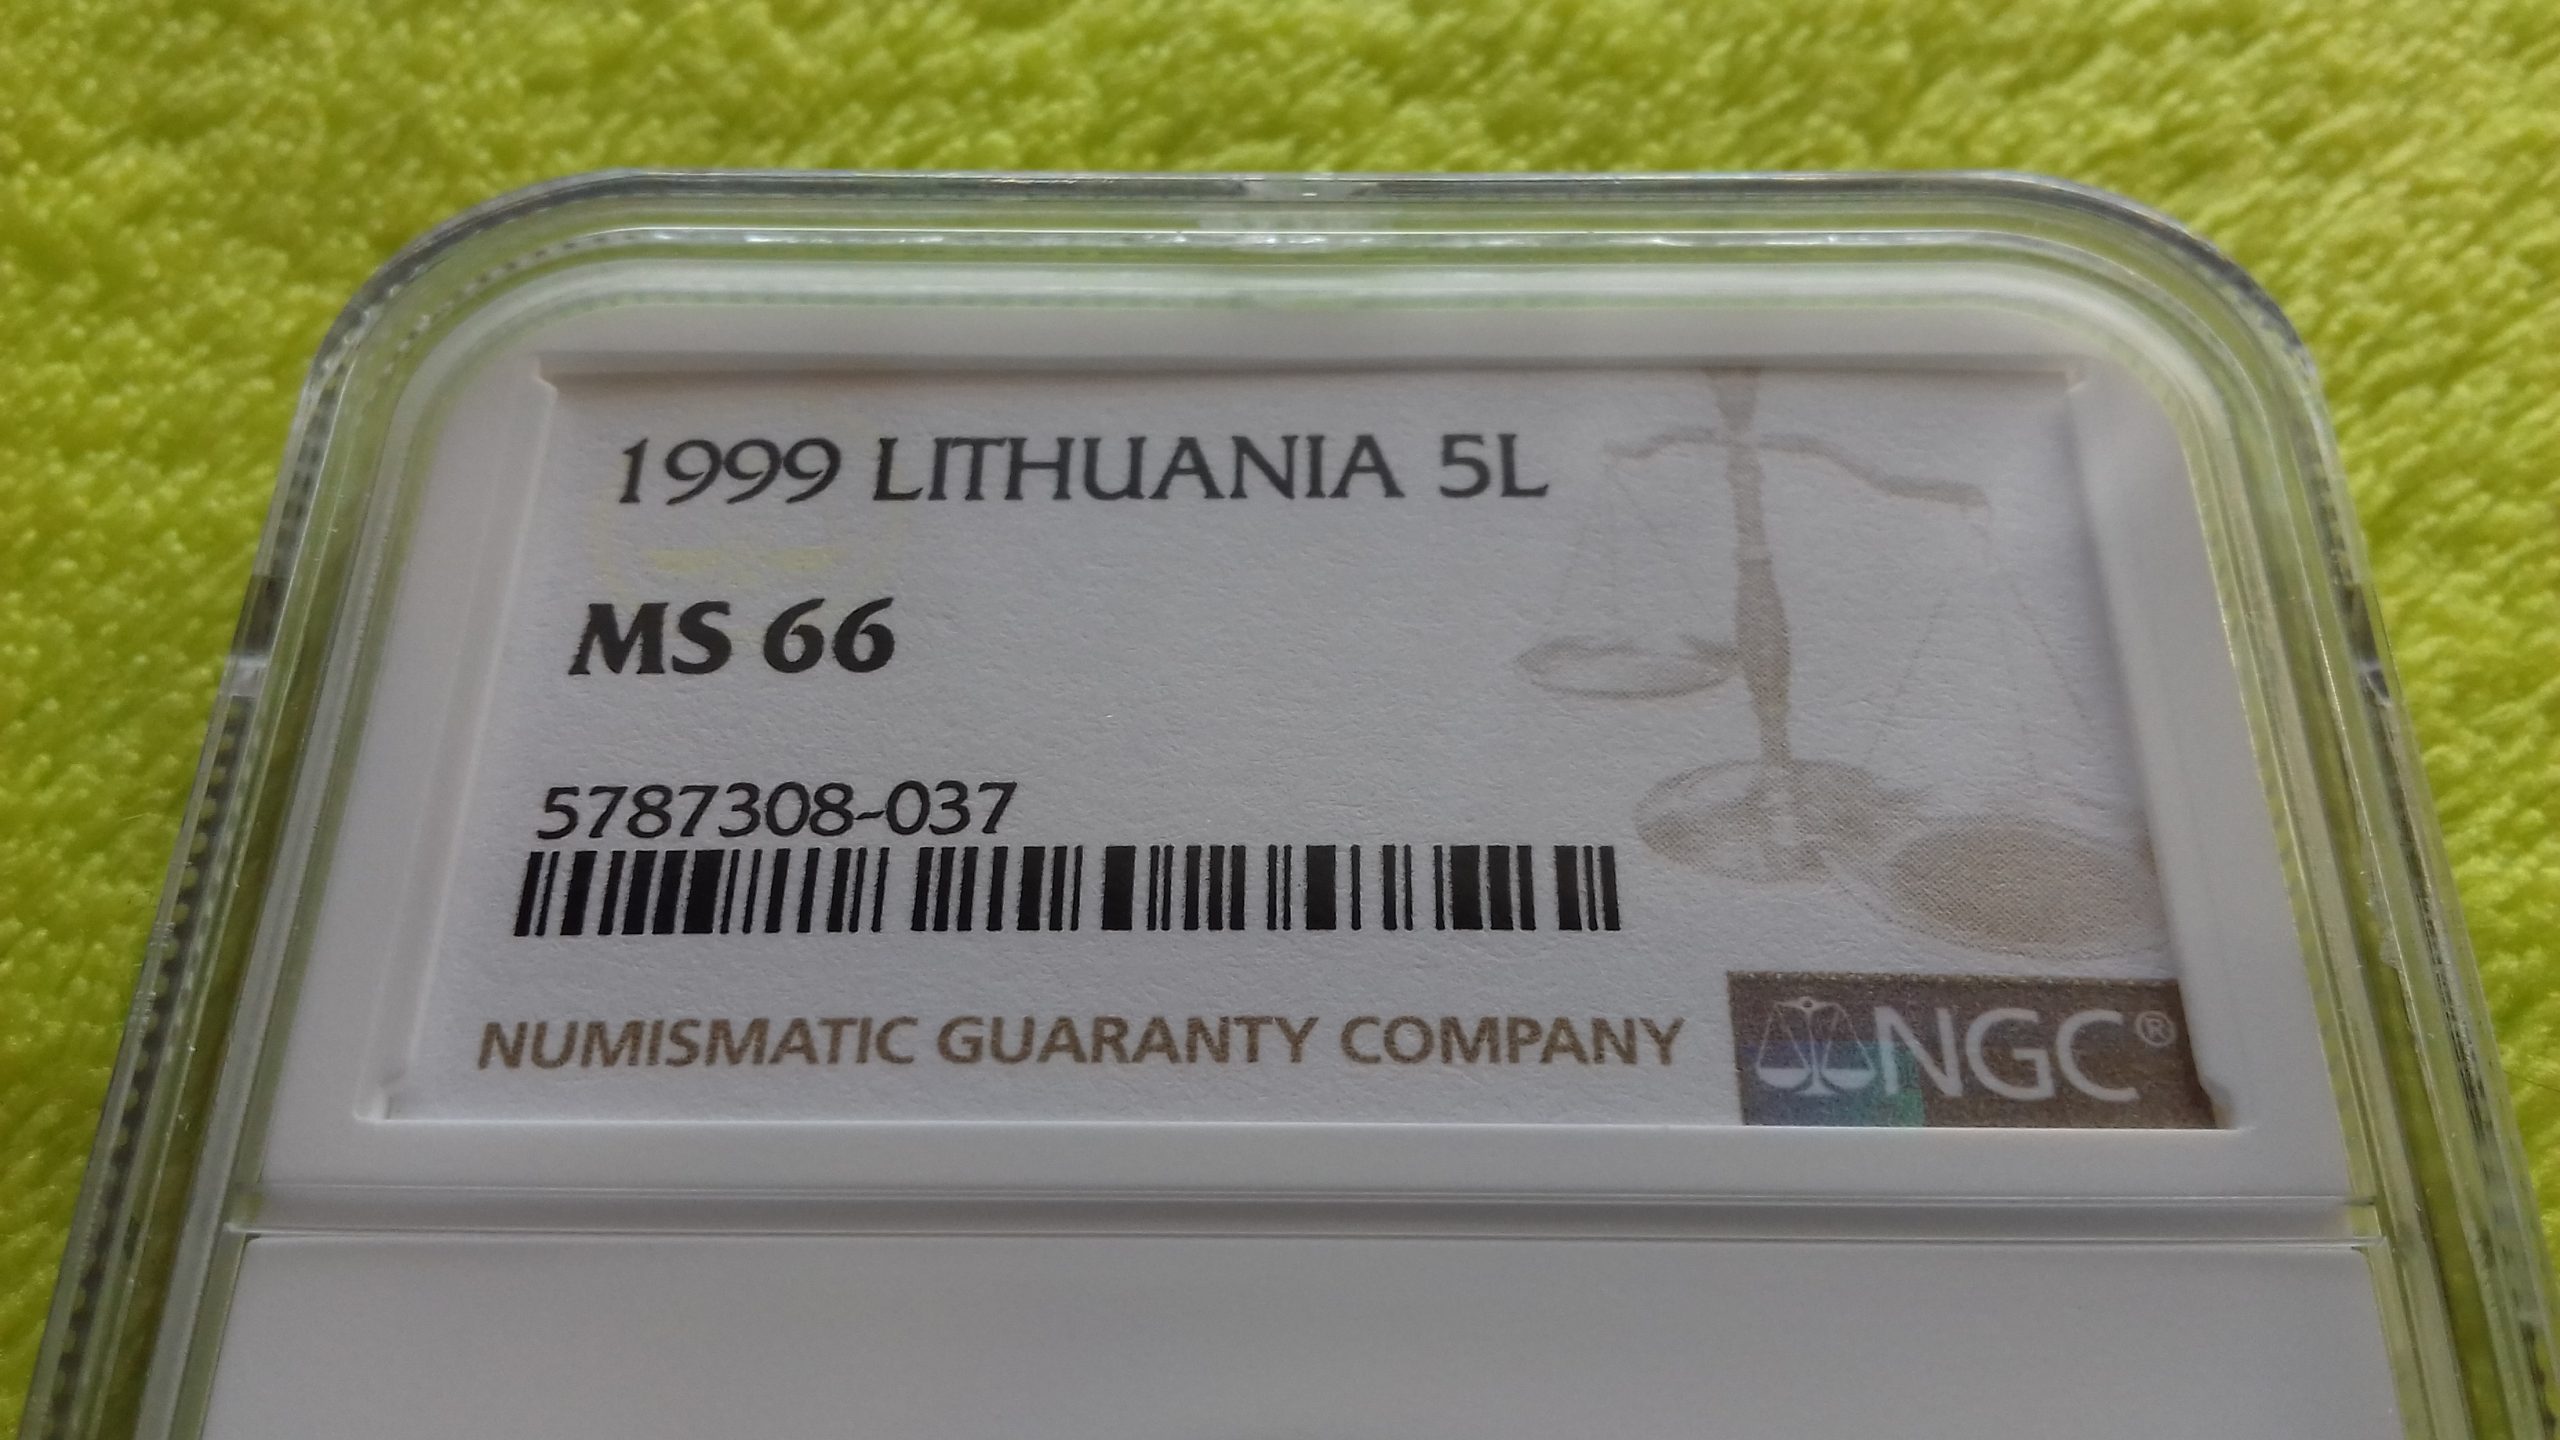 1999 LITHUANIA 5L
MS 66
5787308-037
NUMISMATIC GUARANTY COMPANY
NGC®